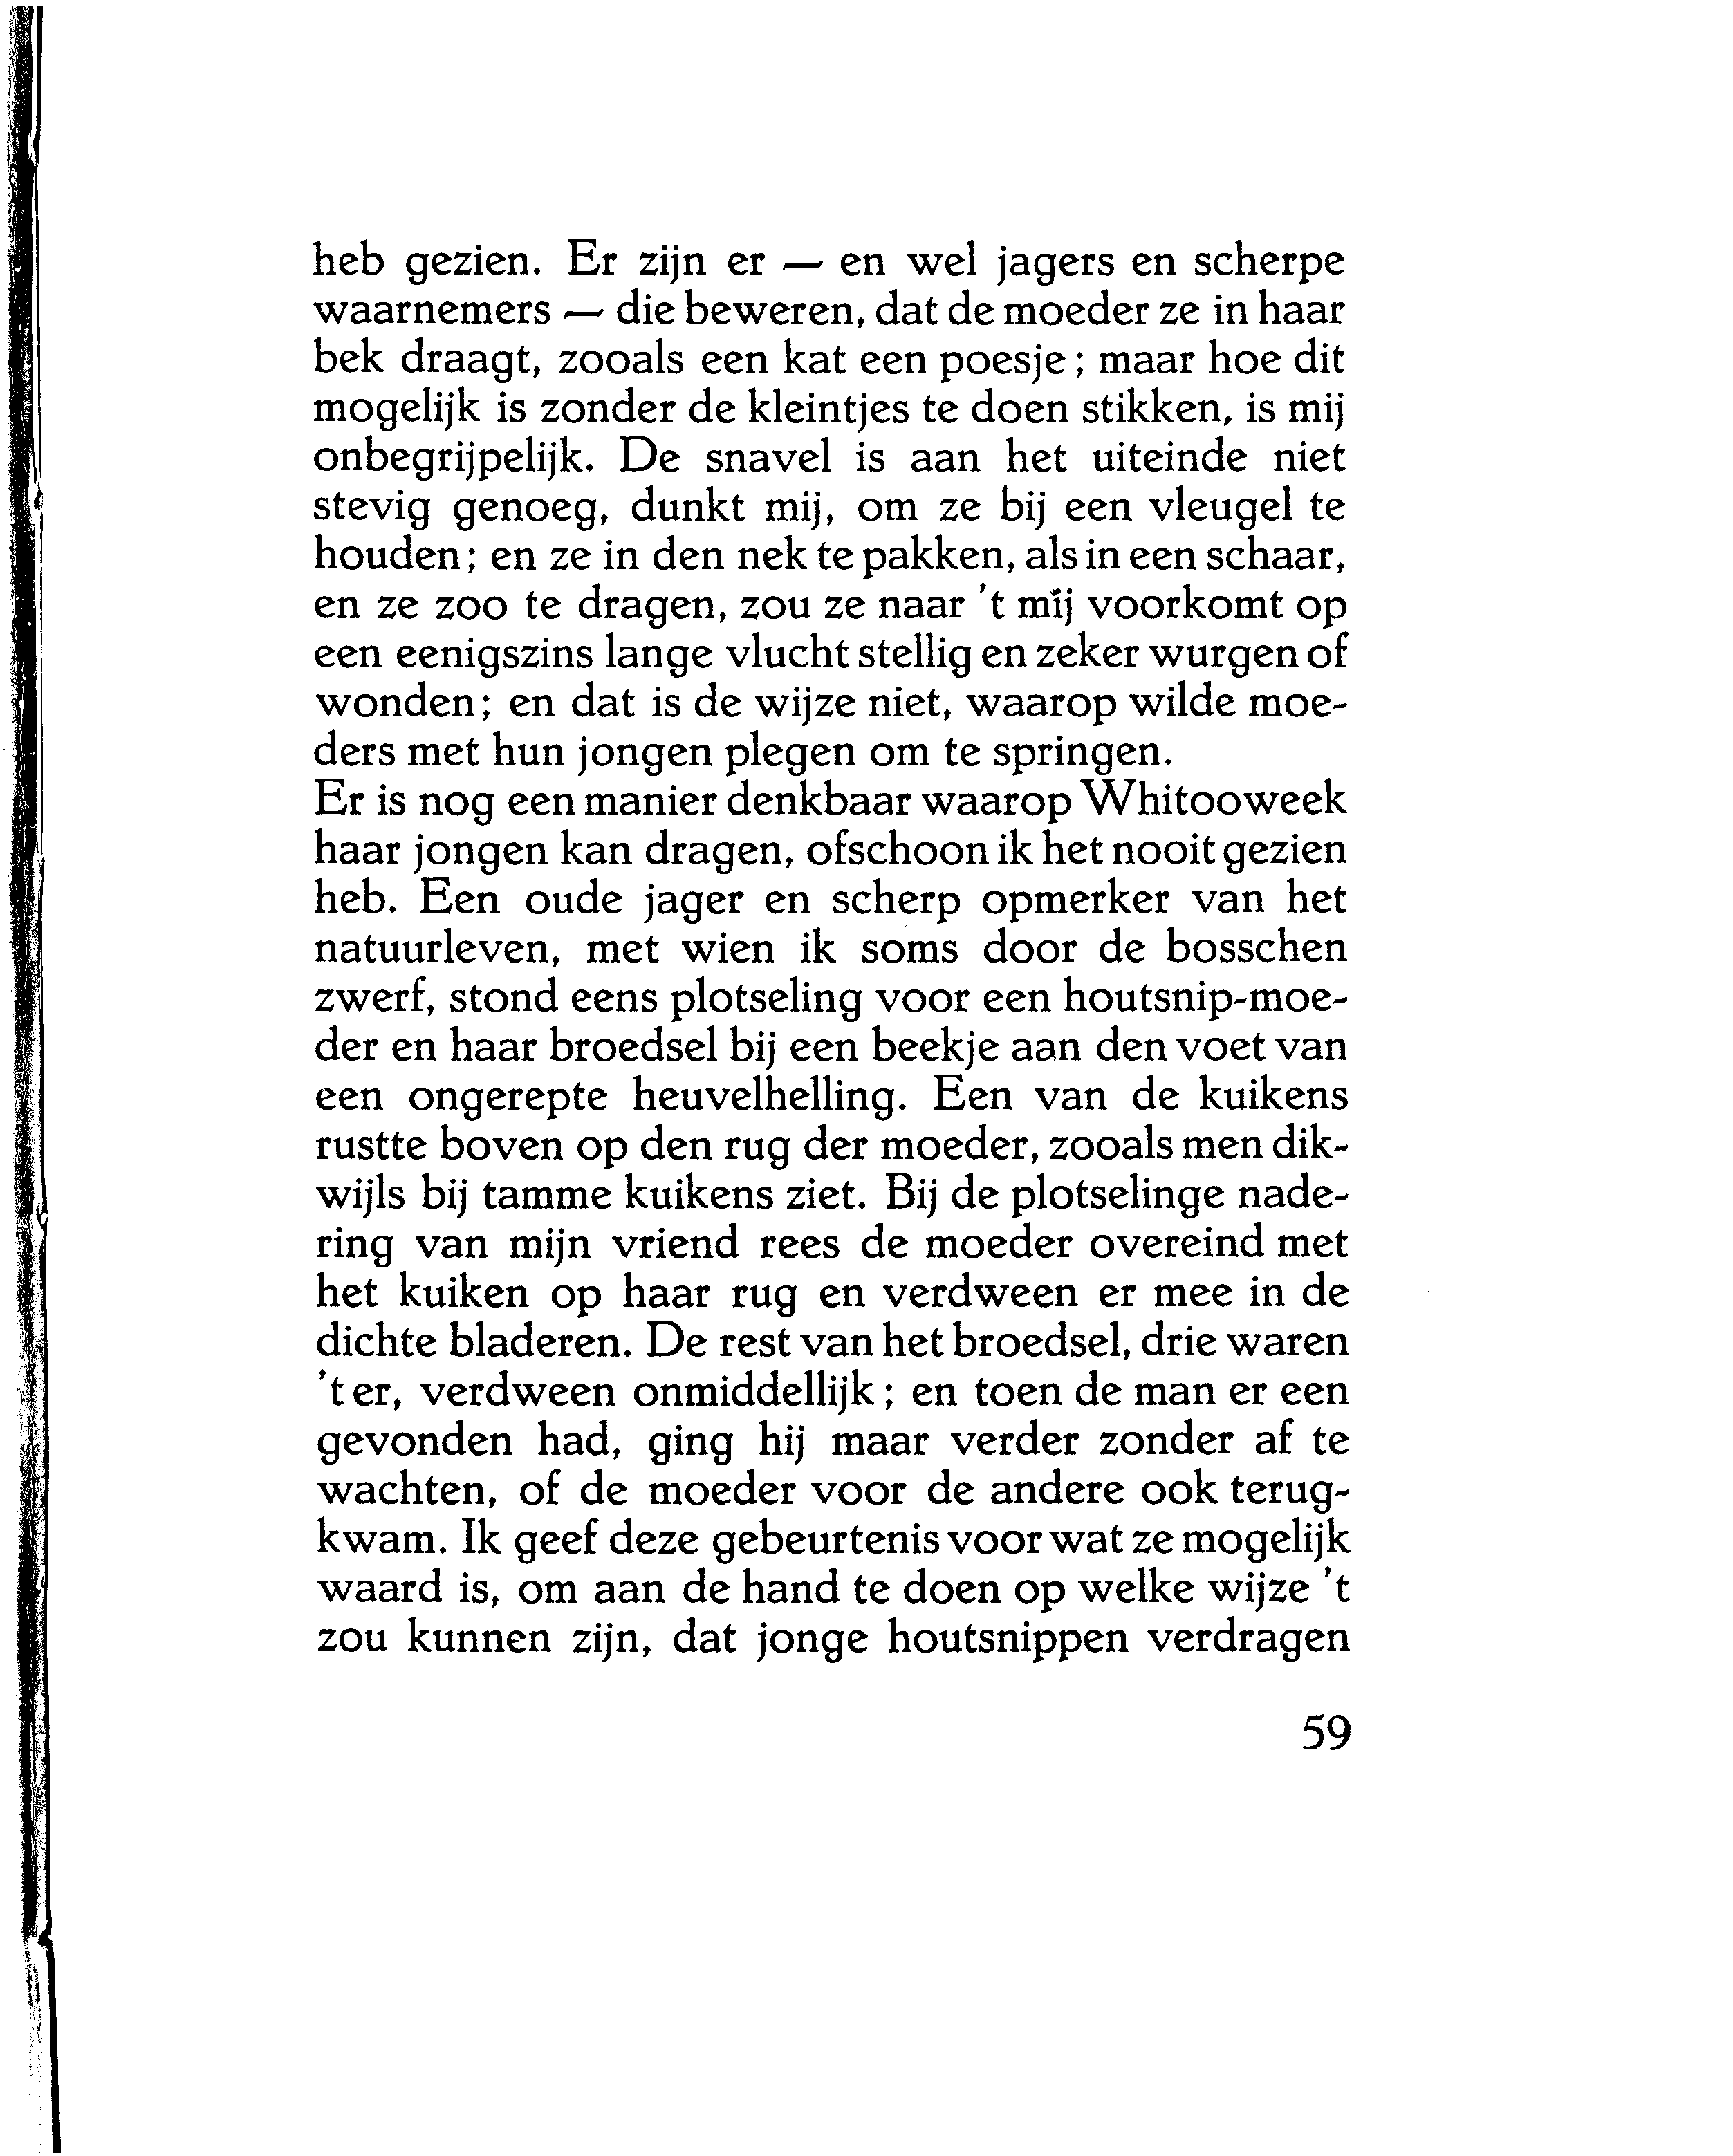 heb gezien. Er zijn er — en wel jagers en scherpe
waarnemers — die beweren, dat de moeder ze in haar
bek draagt, zooals een kat een poesje; maar hoe dit
mogelijk is zonder de kleintjes te doen stikken, is mij
onbegrijpelijk. De snavel is aan het uiteinde niet
stevig genoeg, dunkt mij, om ze bij een vleugel te
houden; en ze in den nek te pakken, als in een schaar,
en ze zoo te dragen, zou ze naar 't mij voorkomt op
een eenigszins lange vlucht stellig en zeker wurgen of
wonden; en dat is de wijze niet, waarop wilde moe-
ders met hun jongen plegen om te springen.
Er is nog een manier denkbaar waarop Whitooweek
haar jongen kan dragen, ofschoon ik het nooit gezien
heb. Een oude jager en scherp opmerker van het
natuurleven, met wien ik soms door de bosschen
zwerf, stond eens plotseling voor een houtsnip-moe-
der en haar broedsel bij een beekje aan den voet van
een ongerepte heuvelhelling. Een van de kuikens
rustte boven op den rug der moeder, zooals men dik-
wijls bij tamme kuikens ziet. Bij de plotselinge nade-
ring van mijn vriend rees de moeder overeind met
het kuiken op haar rug en verdween er mee in de
dichte bladeren. De rest van het broedsel, drie waren
't er, verdween onmiddellijk; en toen de man er een
gevonden had, ging hij maar verder zonder af te
wachten, of de moeder voor de andere ook terug-
kwam. Ik geef deze gebeurtenis voor wat ze mogelijk
waard is, om aan de hand te doen op welke wijze 't
zou kunnen zijn, dat jonge houtsnippen verdragen
59